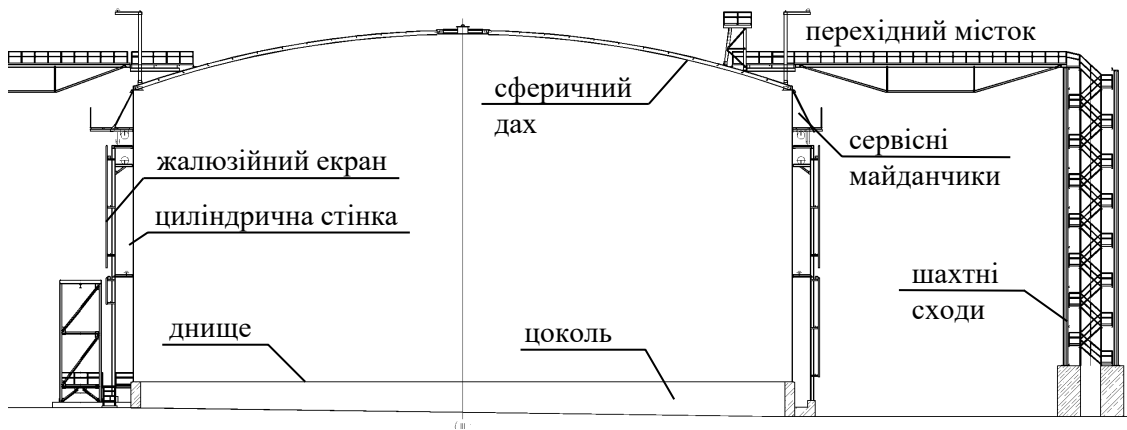 перехідний місток
сферичний
дах
сервісні
майданчики
жалюзійний екран
циліндрична стінка
шахтні
сходи
днище
цоколь